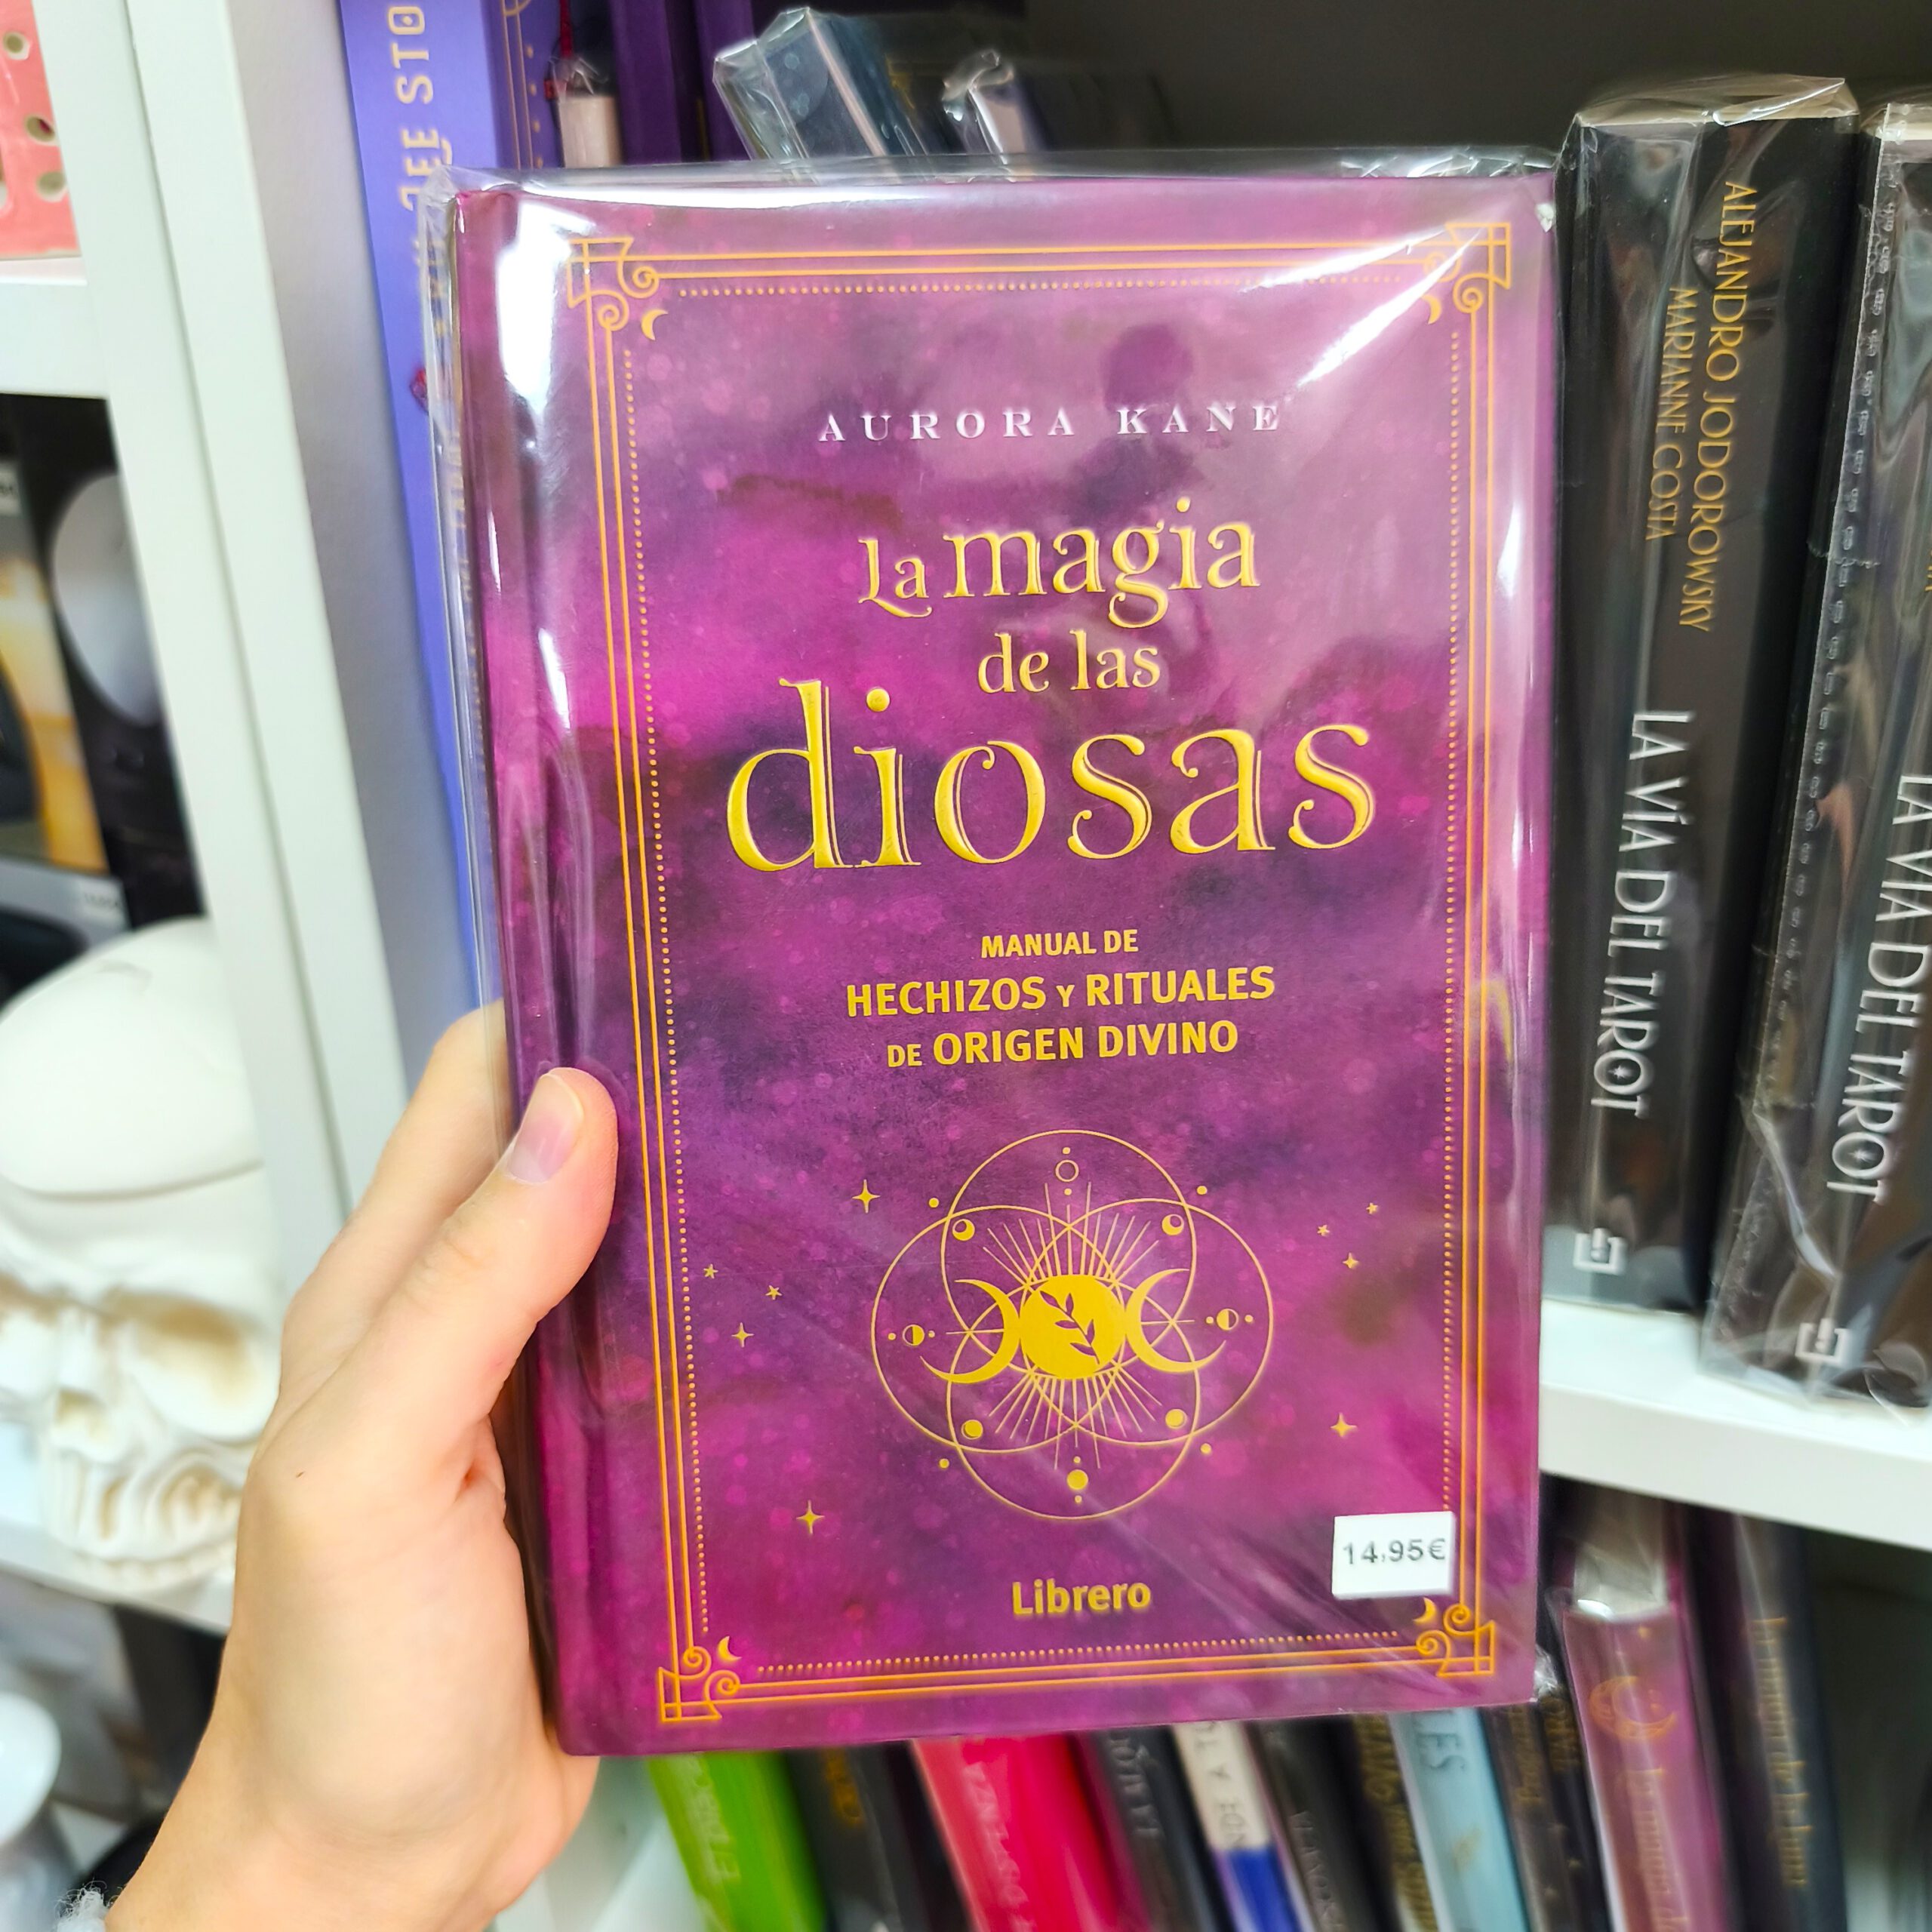 AURORA KANE
La magia
de las
diosas
MANUAL DE
HECHIZOS Y RITUALES
DE ORIGEN DIVINO
14,95€
Librero
ALEJANDRO JODOROWSKY
MARIANNE COSTA
LA VÍA DEL TAROT
LA VÍA DEL TAROT